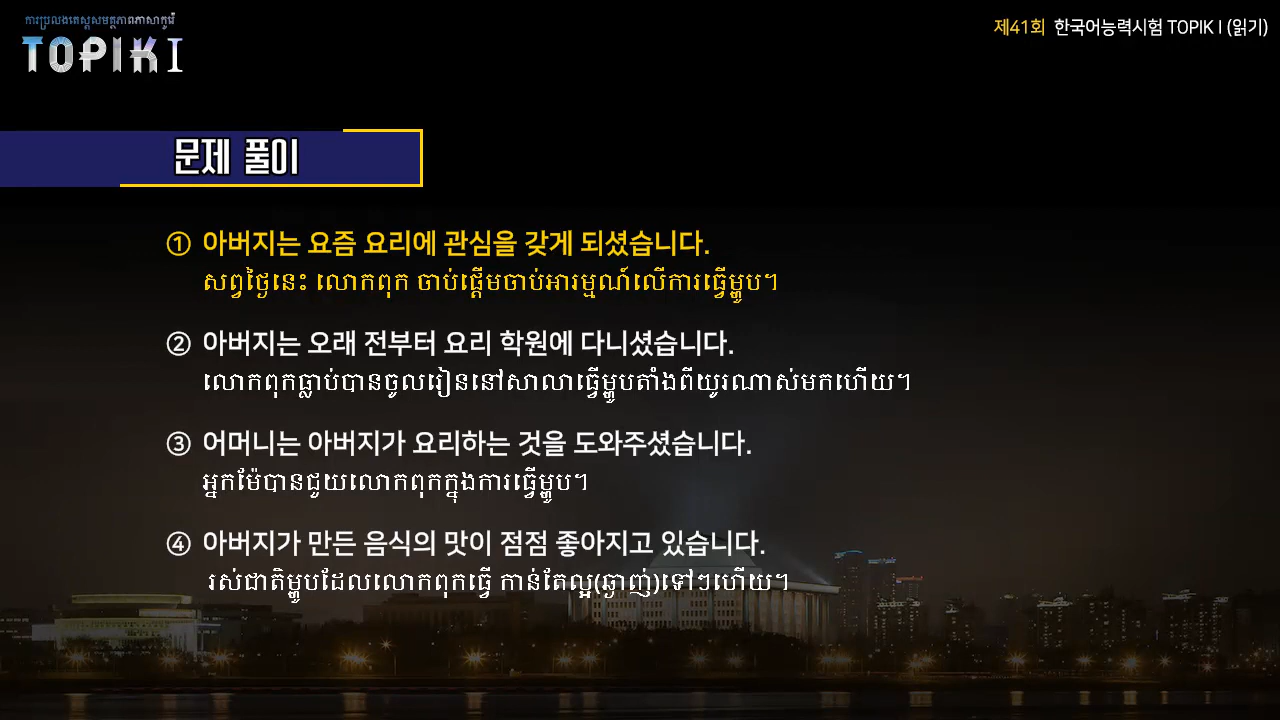 ការប្រលងតេស្តសមត្ថភាពភាសាកូរ៉េ
TOPIK I
제41회 한국어능력시험 TOPIK I (읽기)
문제 풀이
① 아버지는 요즘 요리에 관심을 갖게 되셨습니다.
សព្វថ្ងៃនេះ លោកពុក ចាប់ផ្តើមចាប់អារម្មណ៍លើការធ្វើម្ហូប។
② 아버지는 오래 전부터 요리 학원에 다니셨습니다.
លោកពុកធ្លាប់បានចូលរៀននៅសាលាធ្វើម្ហូបតាំងពីយូរណាស់មកហើយ។
③ 어머니는 아버지가 요리하는 것을 도와주셨습니다.
អ្នកម៉ែបានជួយលោកពុកក្នុងការធ្វើម្ហូប។
④ 아버지가 만든 음식의 맛이 점점 좋아지고 있습니다.
រស់ជាតិម្ហូបដែលលោកពុកធ្វើ កាន់តែល្អ(ឆ្ងាញ់)ទៅៗហើយ។